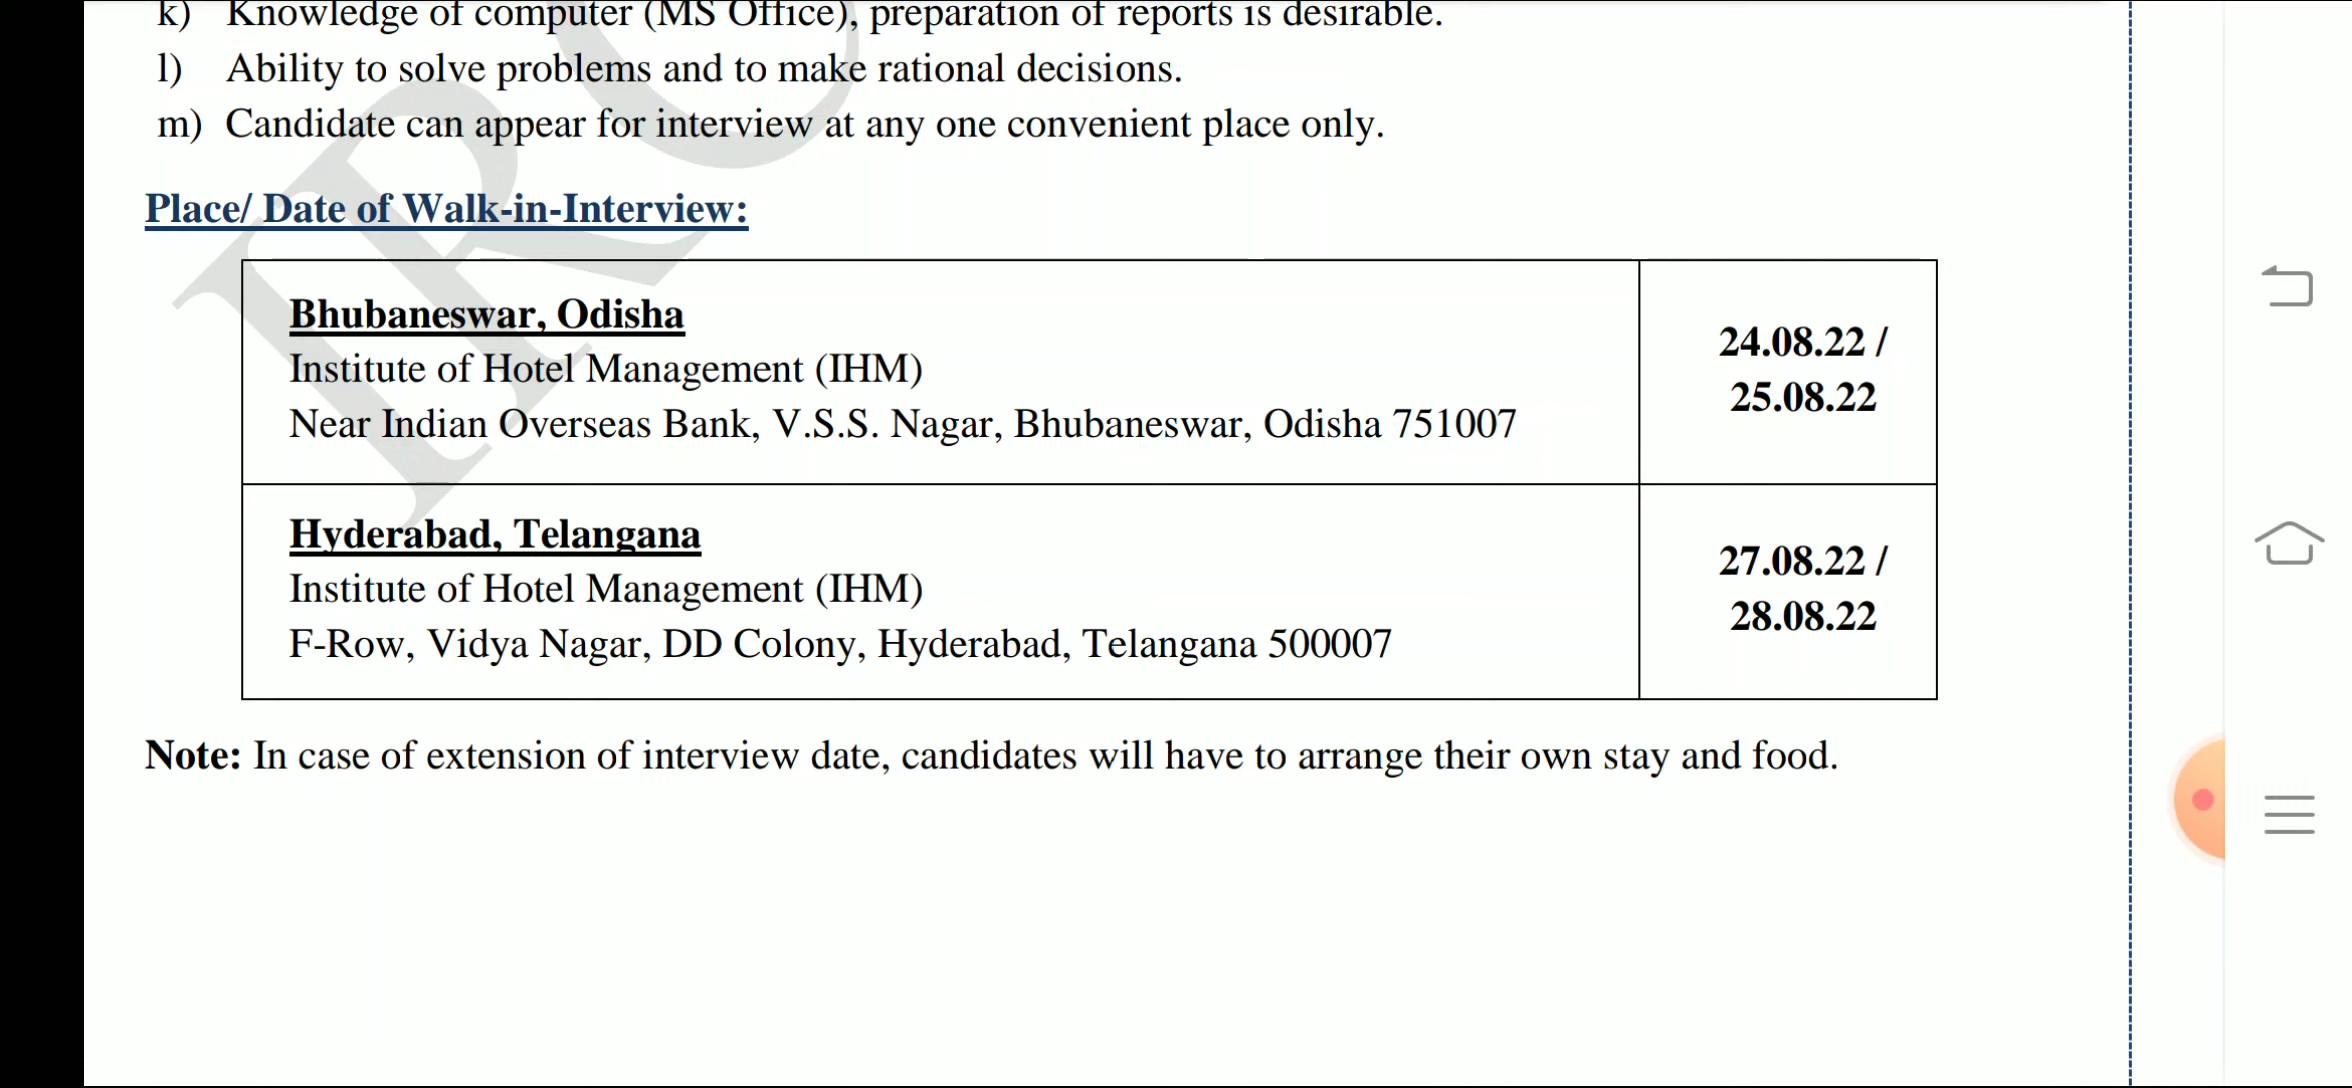 k) Knowledge of computer (MS Office), preparation of reports is desirable.
l) Ability to solve problems and to make rational decisions.
m) Candidate can appear for interview at any one convenient place only.
Place/ Date of Walk-in-Interview:
Bhubaneswar, Odisha
Institute of Hotel Management (IHM)
Near Indian Overseas Bank, V.S.S. Nagar, Bhubaneswar, Odisha 751007
24.08.22 /
25.08.22
Hyderabad, Telangana
Institute of Hotel Management (IHM)
F-Row, Vidya Nagar, DD Colony, Hyderabad, Telangana 500007
27.08.22 /
28.08.22
Note: In case of extension of interview date, candidates will have to arrange their own stay and food.
IRC